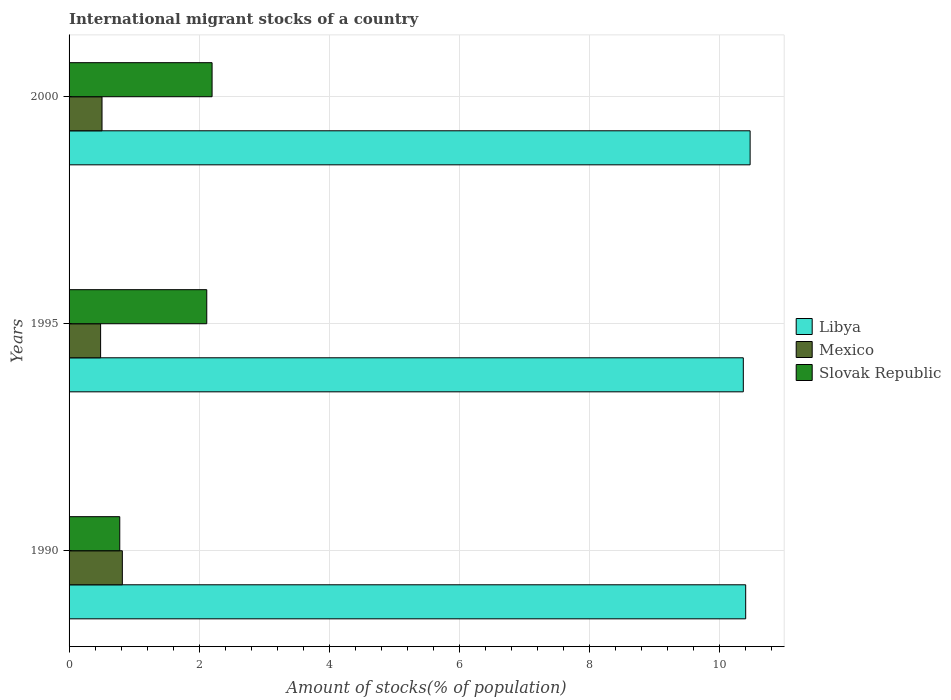 International migrant stocks of a country
2000
1995
1990
Years
0
2
4
6
8
10
Amount of stocks(% of population)
Libya
Mexico
Slovak Republic